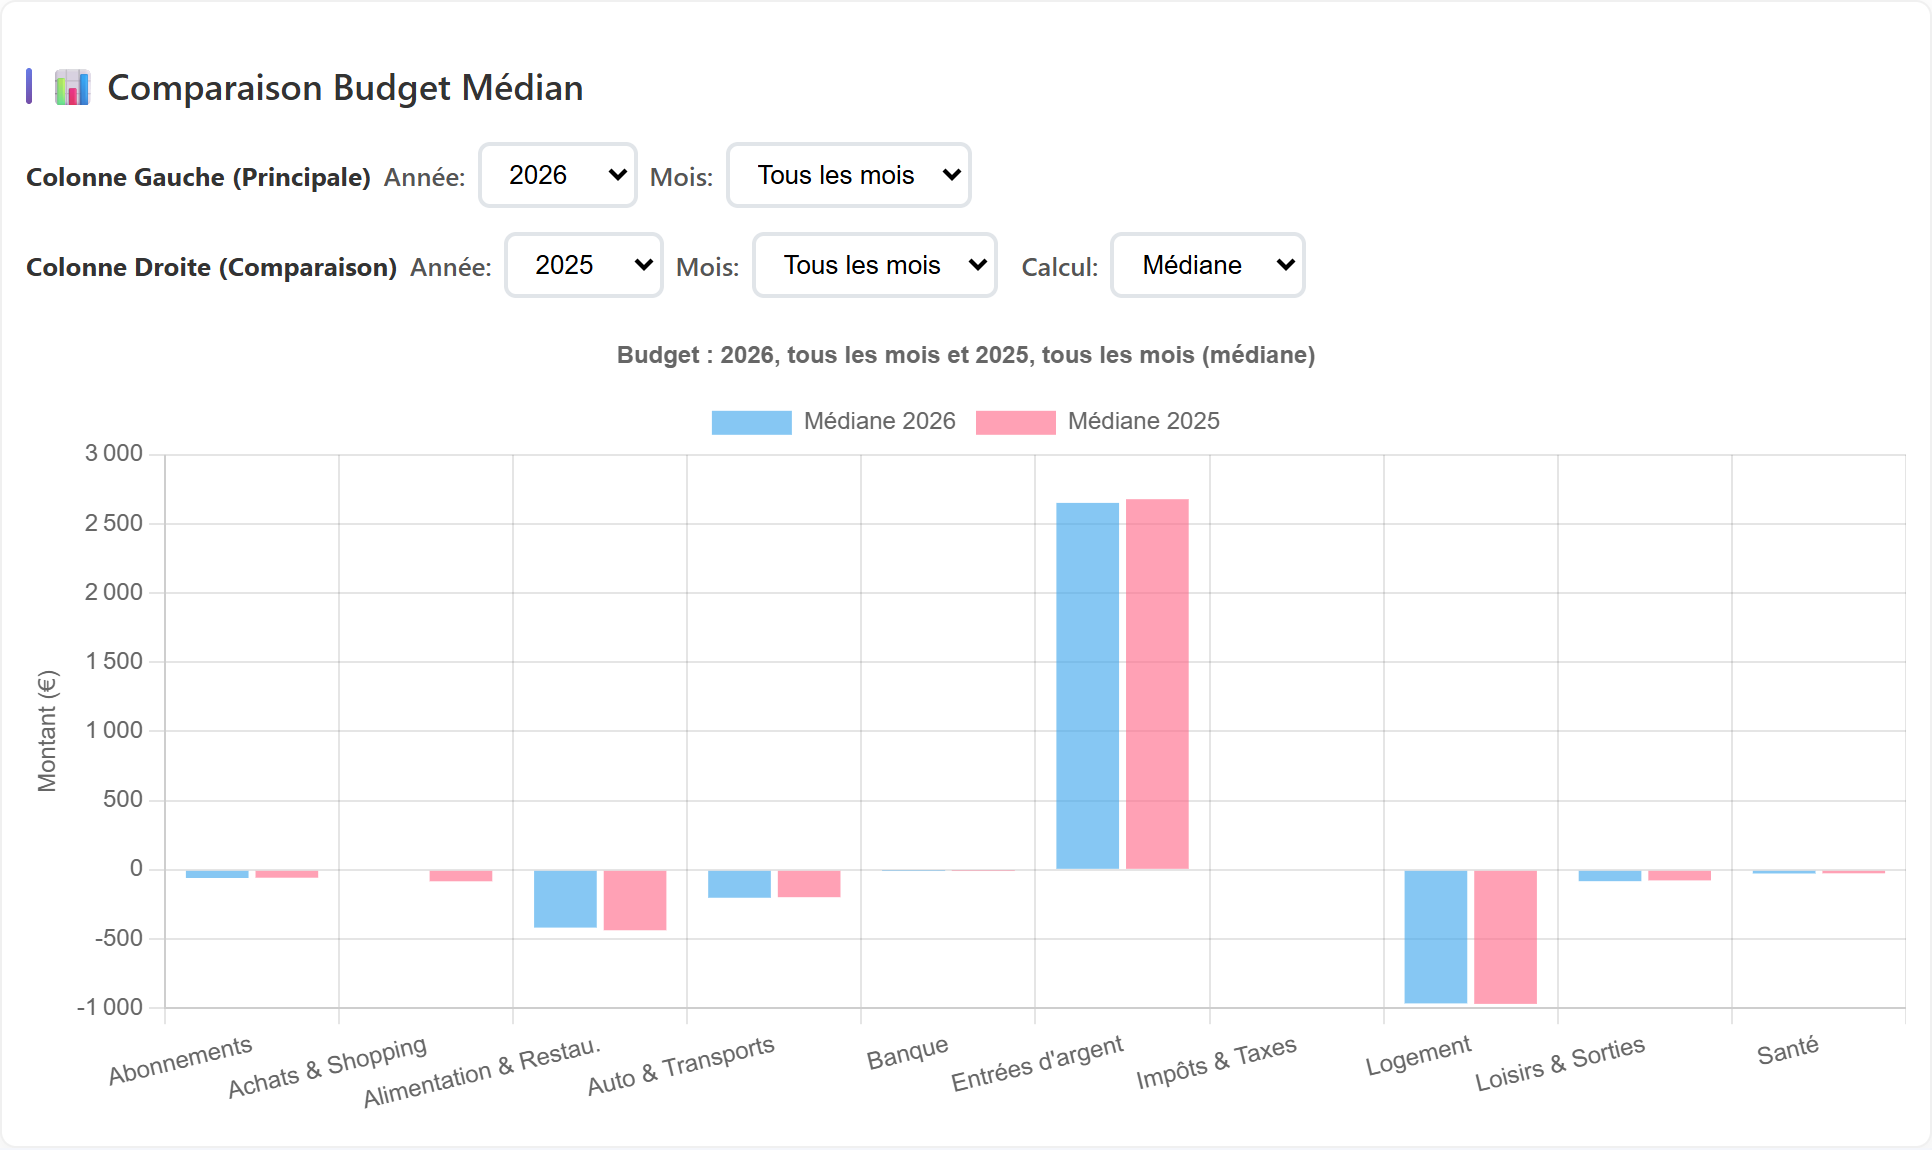 Comparaison Budget Médian
Colonne Gauche (Principale) Année: 2026 Mois: Tous les mois
Colonne Droite (Comparaison) Année: 2025 Mois: Tous les mois Calcul: Médiane
Budget : 2026, tous les mois et 2025, tous les mois (médiane)
Médiane 2026 Médiane 2025
3 000
2 500
2 000
1 500
1 000
500
0
-500
-1 000
Montant (€)
Abonnements
Achats & Shopping
Alimentation & Restau.
Auto & Transports
Banque
Entrées d'argent
Impôts & Taxes
Logement
Loisirs & Sorties
Santé